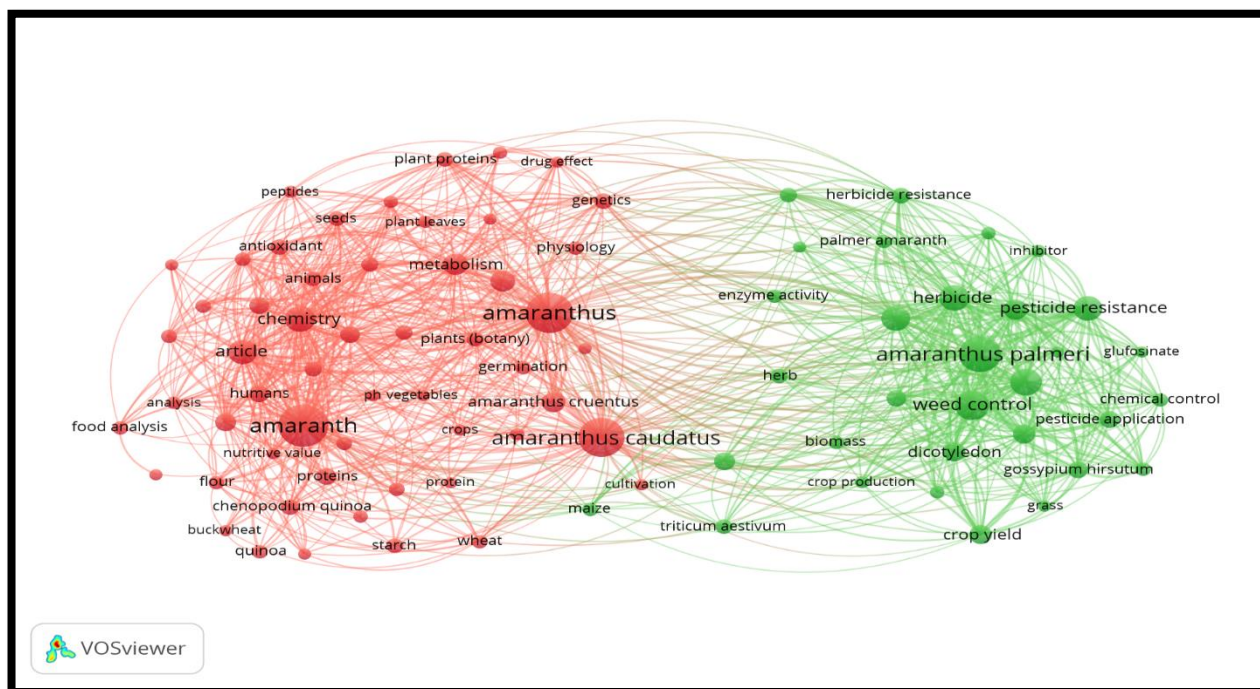 plant proteins
drug effect
peptides
genetics
herbicide resistance
seeds
plant leaves
antioxidant
physiology
palmer amaranth
inhibitor
metabolism
animals
enzyme activity
herbicide
pesticide resistance
amaranthus
chemistry
plants (botany)
article
amaranthus palmeri
glufosinate
germination
herb
humans
ph vegetables
analysis
amaranthus cruentus
weed control
chemical control
food analysis
amaranth
crops
amaranthus caudatus
pesticide application
biomass
nutritive value
dicotyledon
flour
proteins
protein
cultivation
crop production
gossypium hirsutum
chenopodium quinoa
maize
grass
buckwheat
triticum aestivum
quinoa
starch
wheat
crop yield
VOSviewer